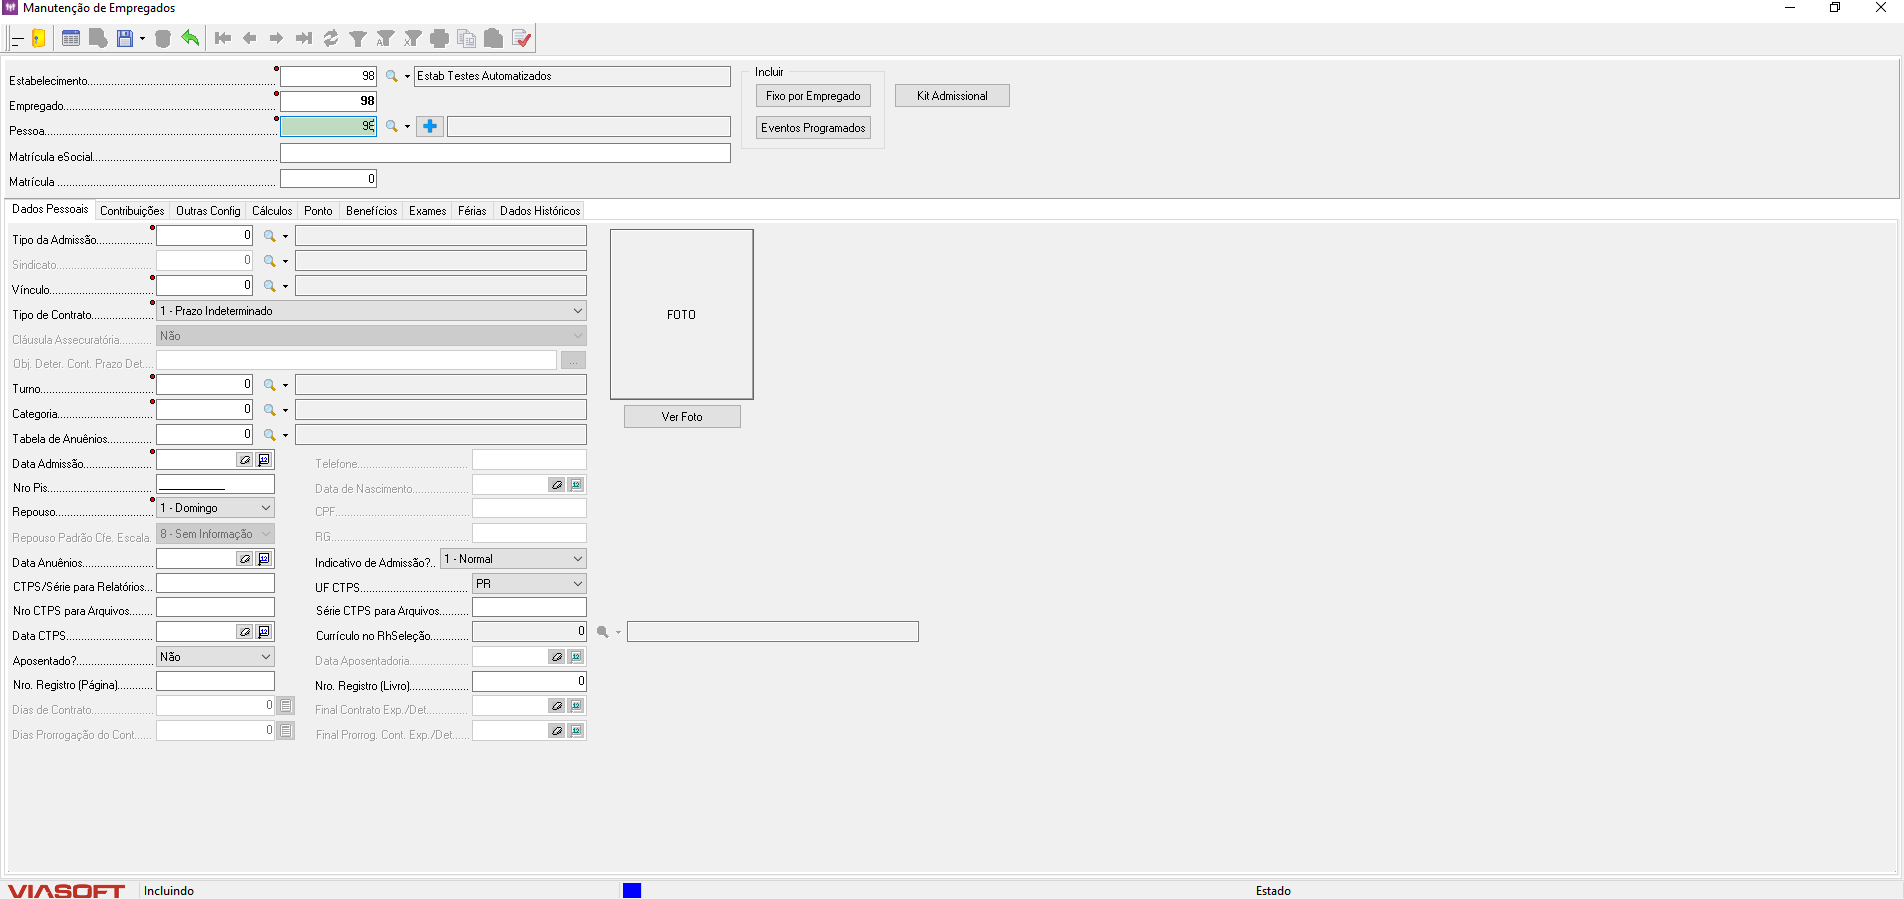 Manutenção de Empregados
Estabelecimento 98 Estab Testes Automatizados
Empregado 98
Pessoa
Matrícula eSocial
Matrícula 0
Incluir
Fixo por Empregado
Eventos Programados
Kit Admissional
Dados Pessoais Contribuições Outras Config Cálculos Ponto Benefícios Exames Férias Dados Históricos
Tipo da Admissão 0
Sindicato 0
Vínculo 0
Tipo de Contrato 1 - Prazo Indeterminado
Cláusula Assecuratória Não
Obj. Deter. Cont. Prazo Det. ...
Turno 0
Categoria 0
Tabela de Anuênios 0
FOTO
Ver Foto
Data Admissão Telefone
Nro Pis Data de Nascimento
Repouso 1 - Domingo CPF
Repouso Padrão Cfe. Escala. 8 - Sem Informação RG
Data Anuênios Indicativo de Admissão?.. 1 - Normal
CTPS/Série para Relatórios UF CTPS PR
Nro CTPS para Arquivos Série CTPS para Arquivos
Data CTPS Currículo no RhSeleção 0
Aposentado? Não Data Aposentadoria
Nro. Registro (Página) Nro. Registro (Livro) 0
Dias de Contrato 0 Final Contrato Exp./Det.
Dias Prorrogação do Cont. 0 Final Prorrog. Cont. Exp./Det.
VIASOFT Incluindo Estado